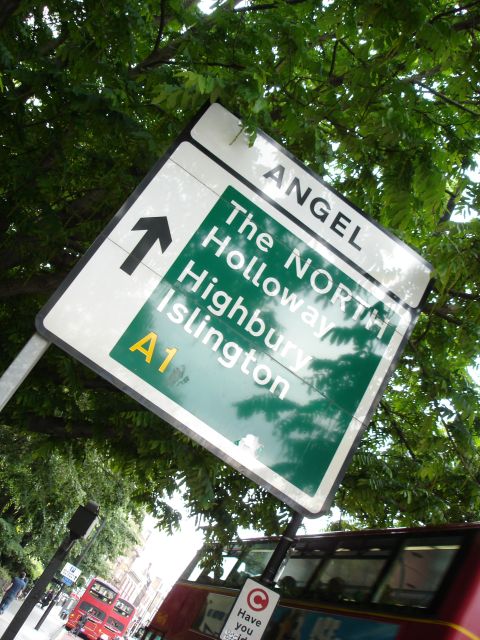 ANGEL
The NORTH
Holloway
Highbury
Islington
A1
C
Have
you